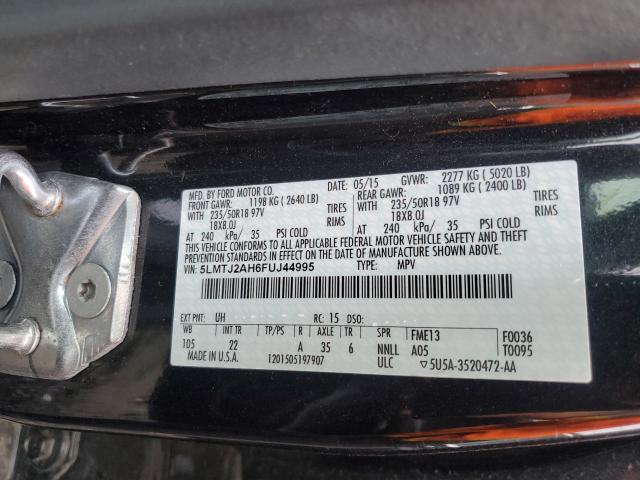 MFD. BY FORD MOTOR CO. DATE: 05/15 GVWR: 2277 KG ( 5020 LB)
FRONT GAWR: 1198 KG ( 2640 LB) REAR GAWR: 1089 KG ( 2400 LB)
WITH 235/50R18 97V TIRES WITH 235/50R18 97V TIRES
18X8.0J RIMS 18X8.0J RIMS
AT 240 kPa/ 35 PSI COLD AT 240 kPa/ 35 PSI COLD
THIS VEHICLE CONFORMS TO ALL APPLICABLE FEDERAL MOTOR VEHICLE SAFETY AND THEFT PREVENTION STANDARDS IN EFFECT ON THE DATE OF MANUFACTURE SHOWN ABOVE.
VIN: 5LMTJ2AH6FUJ44995 TYPE: MPV
EXT PNT: UH RC: 15 DSO:
WB INT TR TP/PS R AXLE TR SPR FME13 F0036
105 22 A 35 6 NNLL A05 T0095
MADE IN U.S.A. 1201505197907 ULC ▽5U5A-3520472-AA